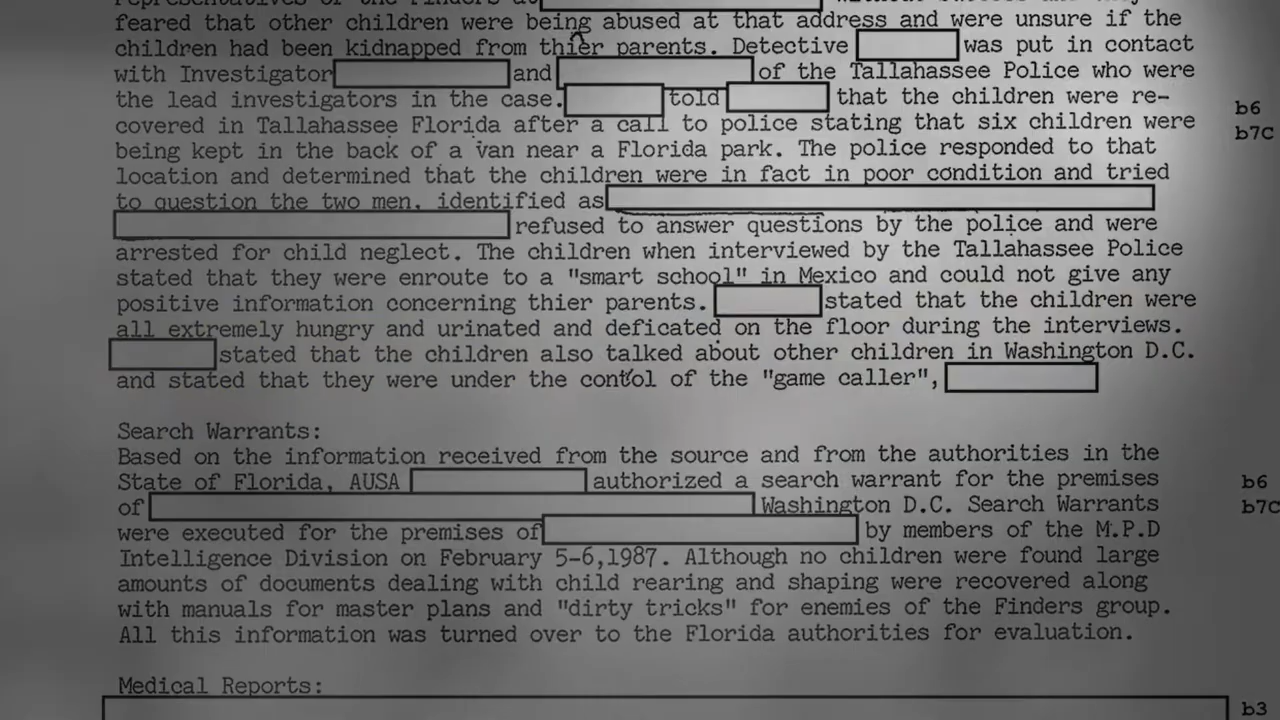 representatives of the Finders at without success and they
feared that other children were being abused at that address and were unsure if the
children had been kidnapped from thier parents. Detective was put in contact
with Investigator and of the Tallahassee Police who were
the lead investigators in the case. told that the children were re-
covered in Tallahassee Florida after a call to police stating that six children were
being kept in the back of a van near a Florida park. The police responded to that
location and determined that the children were in fact in poor condition and tried
to question the two men, identified as
refused to answer questions by the police and were
arrested for child neglect. The children when interviewed by the Tallahassee Police
stated that they were enroute to a "smart school" in Mexico and could not give any
positive information concerning thier parents. stated that the children were
all extremely hungry and urinated and deficated on the floor during the interviews.
stated that the children also talked about other children in Washington D.C.
and stated that they were under the control of the "game caller",
b6
b7C
Search Warrants:
Based on the information received from the source and from the authorities in the
State of Florida, AUSA authorized a search warrant for the premises
of Washington D.C. Search Warrants
were executed for the premises of by members of the M.P.D
Intelligence Division on February 5-6,1987. Although no children were found large
amounts of documents dealing with child rearing and shaping were recovered along
with manuals for master plans and "dirty tricks" for enemies of the Finders group.
All this information was turned over to the Florida authorities for evaluation.
b6
b7C
Medical Reports:
b3